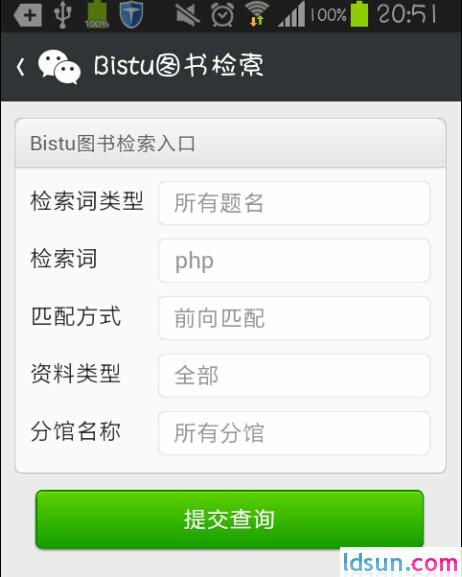 100% 100% 20:51
Bistu图书检索
Bistu图书检索入口
检索词类型 所有题名
检索词 php
匹配方式 前向匹配
资料类型 全部
分馆名称 所有分馆
提交查询
ldsun.com